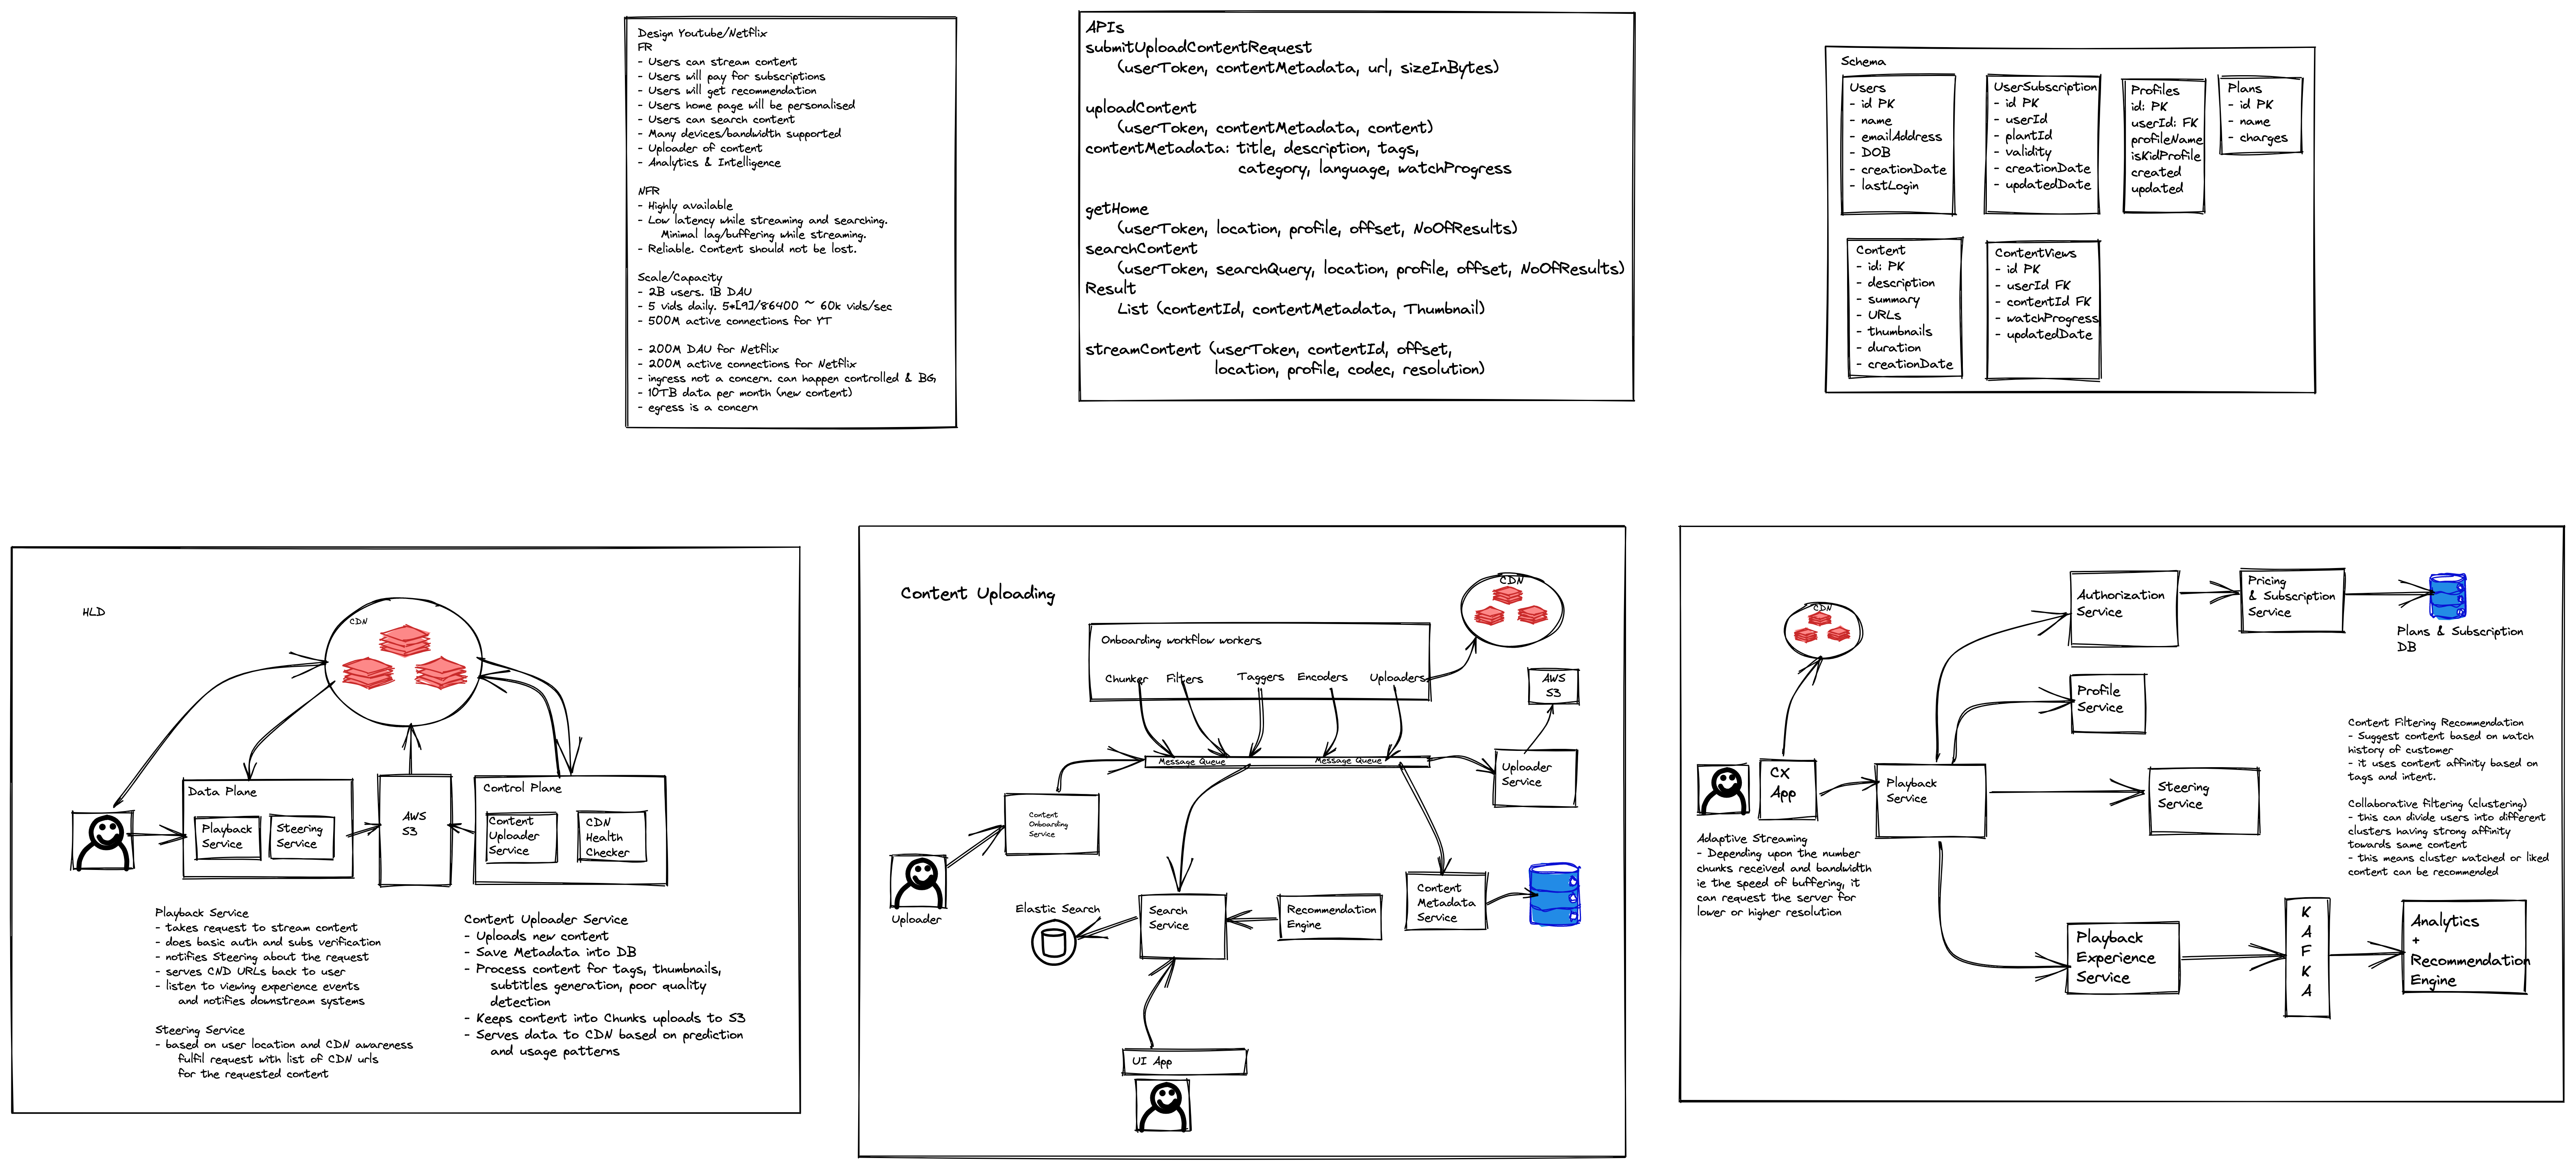 Design Youtube/Netflix
FR
- Users can stream content
- Users will pay for subscriptions
- Users will get recommendation
- Users home page will be personalised
- Users can search content
- Many devices/bandwidth supported
- Uploader of content
- Analytics & Intelligence
NFR
- Highly available
- Low latency while streaming and searching.
Minimal lag/buffering while streaming.
- Reliable. Content should not be lost.
Scale/Capacity
- 2B users. 1B DAU
- 5 vids daily. 5*[9]/86400 ~ 60k vids/sec
- 500M active connections for YT
- 200M DAU for Netflix
- 200M active connections for Netflix
- ingress not a concern. can happen controlled & BG
- 10TB data per month (new content)
- egress is a concern
APIs
submitUploadContentRequest
(userToken, contentMetadata, url, sizeInBytes)
uploadContent
(userToken, contentMetadata, content)
contentMetadata: title, description, tags,
category, language, watchProgress
getHome
(userToken, location, profile, offset, NoOfResults)
searchContent
(userToken, searchQuery, location, profile, offset, NoOfResults)
Result
List (contentId, contentMetadata, Thumbnail)
streamContent (userToken, contentId, offset,
location, profile, codec, resolution)
Schema
Users
- id PK
- name
- emailAddress
- DOB
- creationDate
- lastLogin
UserSubscription
- id PK
- userId
- plantId
- validity
- creationDate
- updatedDate
Profiles
id: PK
userId: FK
profileName
isKidProfile
created
updated
Plans
- id PK
- name
- charges
Content
- id: PK
- description
- summary
- URLs
- thumbnails
- duration
- creationDate
ContentViews
- id PK
- userId FK
- contentId FK
- watchProgress
- updatedDate
HLD
CDN
Data Plane
Playback
Service
Steering
Service
AWS
S3
Control Plane
Content
Uploader
Service
CDN
Health
Checker
Playback Service
- takes request to stream content
- does basic auth and subs verification
- notifies Steering about the request
- serves CND URLs back to user
- listen to viewing experience events
and notifies downstream systems
Steering Service
- based on user location and CDN awareness
fulfil request with list of CDN urls
for the requested content
Content Uploader Service
- Uploads new content
- Save Metadata into DB
- Process content for tags, thumbnails,
subtitles generation, poor quality
detection
- Keeps content into Chunks uploads to S3
- Serves data to CDN based on prediction
and usage patterns
Content Uploading
CDN
Onboarding workflow workers
Chunker Filters Taggers Encoders Uploaders
AWS
S3
Message Queue Message Queue
Uploader
Service
Content
Onboarding
Service
Uploader
Elastic Search
Search
Service
Recommendation
Engine
Content
Metadata
Service
UI App
CDN
CX
App
Adaptive Streaming
- Depending upon the number
chunks received and bandwidth
ie the speed of buffering, it
can request the server for
lower or higher resolution
Playback
Service
Authorization
Service
Pricing
& Subscription
Service
Plans & Subscription
DB
Profile
Service
Steering
Service
Playback
Experience
Service
K
A
F
K
A
Analytics
+
Recommendation
Engine
Content Filtering Recommendation
- Suggest content based on watch
history of customer
- it uses content affinity based on
tags and intent.
Collaborative filtering (clustering)
- this can divide users into different
clusters having strong affinity
towards same content
- this means cluster watched or liked
content can be recommended